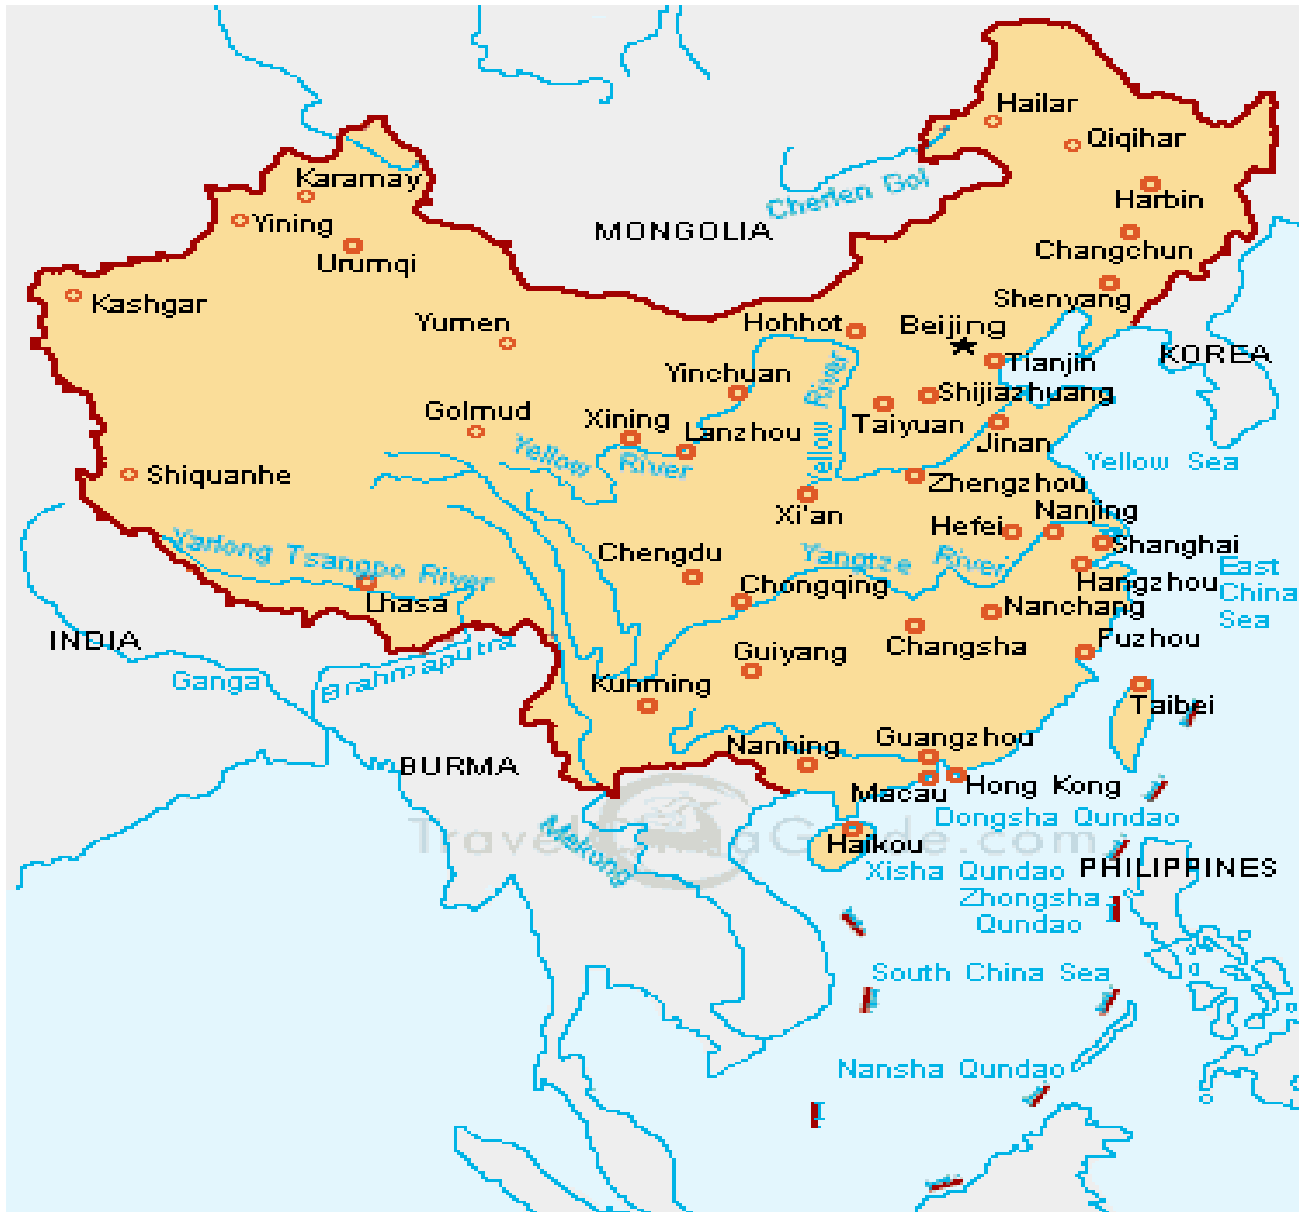 Hailar
Qiqihar
Karamay
Cherlen Gol
Harbin
Yining
MONGOLIA
Changchun
Urumqi
Kashgar
Shenyang
Yumen
Hohhot
Beijing
KOREA
Tianjin
Yinchuan
Yellow River
Shijiazhuang
Golmud
Xining
Lanzhou
Taiyuan
Jinan
Yellow River
Yellow Sea
Shiquanhe
Zhengzhou
Xi'an
Hefei
Nanjing
Yarlong Tsangpo River
Chengdu
Yangtze River
Shanghai
East
China
Sea
Hangzhou
Chongqing
Lhasa
Nanchang
INDIA
Brahmaputra
Changsha
Fuzhou
Guiyang
Ganga
Kunming
Taibei
Nanning
Guangzhou
BURMA
Macau
Hong Kong
Dongsha Qundao
TravelChinaGuide.com
Mekong
Haikou
Xisha Qundao
PHILIPPINES
Zhongsha
Qundao
South China Sea
Nansha Qundao